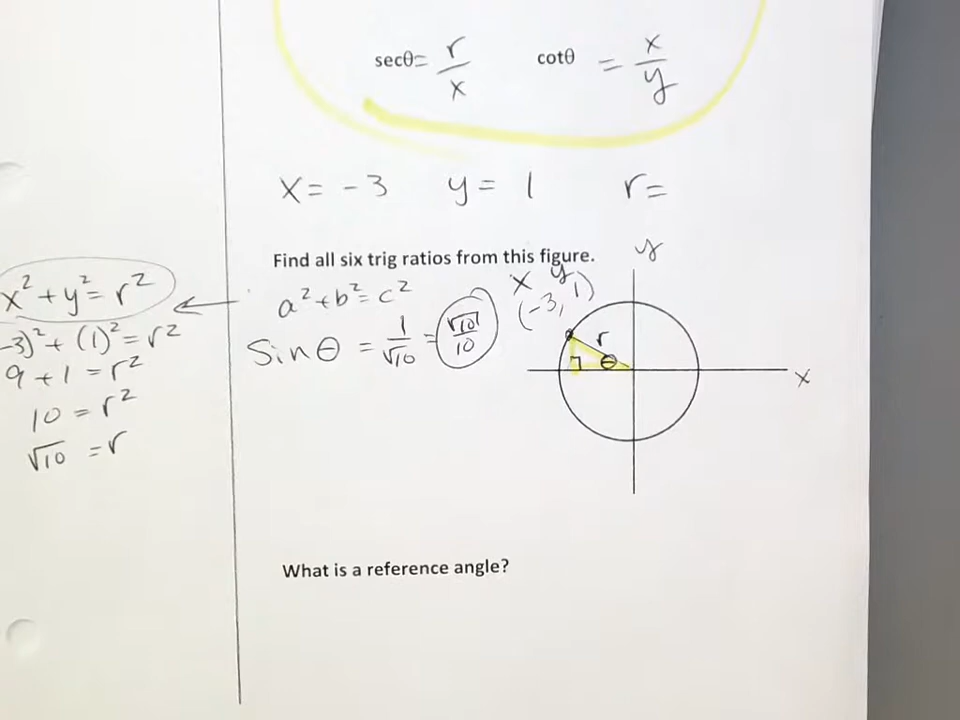 secθ= r/x cotθ = x/y
x = -3 y = 1 r=
Find all six trig ratios from this figure.
a²+b²=c²
sin θ = 1/√10 = √10/10
x²+y²=r²
-3)²+(1)²=r²
9+1=r²
10=r²
√10=r
y
x y
(-3, 1)
r
θ
x
What is a reference angle?